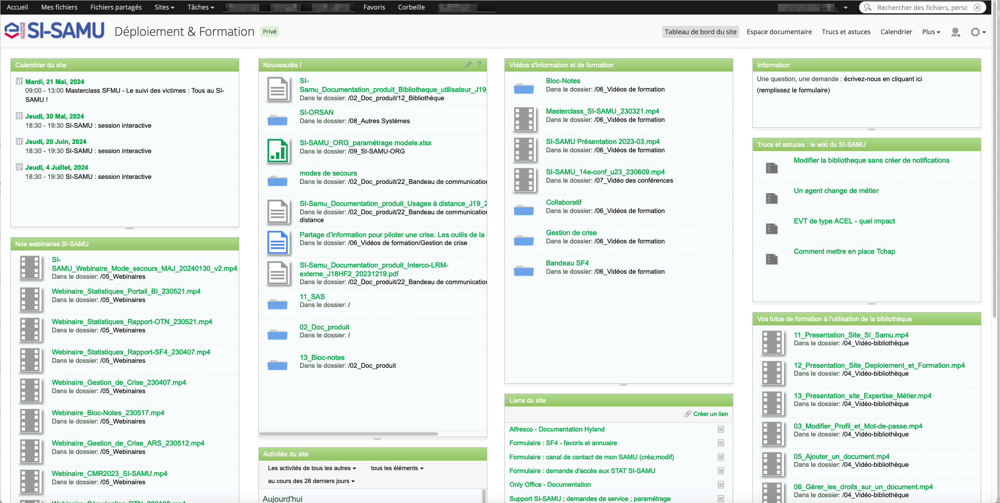 Accueil
Mes fichiers
Fichiers partagés
Sites
Tâches
Favoris
Corbeille
Rechercher des fichiers, persc
LA E-SANTÉ FRANÇAISE
SI-SAMU
Déploiement & Formation
Privé
Tableau de bord du site
Espace documentaire
Trucs et astuces
Calendrier
Plus
Calendrier du site
Mardi, 21 Mai, 2024
09:00 - 13:00 Masterclass SFMU - Le suivi des victimes : Tous au SI-
SAMU !
Jeudi, 30 Mai, 2024
18:30 - 19:30 SI-SAMU : session interactive
Jeudi, 20 Juin, 2024
18:30 - 19:30 SI-SAMU : session interactive
Jeudi, 4 Juillet, 2024
18:30 - 19:30 SI-SAMU : session interactive
Nos webinaires SI-SAMU
SI-
SAMU_Webinaire_Mode_secours_MAJ_20240130_v2.mp4
Dans le dossier: /05_Webinaires
Webinaire_Statistiques_Portail_BI_230521.mp4
Dans le dossier: /05_Webinaires
Webinaire_Statistiques_Rapport-OTN_230521.mp4
Dans le dossier: /05_Webinaires
Webinaire_Statistiques_Rapport-SF4_230407.mp4
Dans le dossier: /05_Webinaires
Webinaire_Gestion_de_Crise_230407.mp4
Dans le dossier: /05_Webinaires
Webinaire_Bloc-Notes_230517.mp4
Dans le dossier: /05_Webinaires
Webinaire_Gestion_de_Crise_ARS_230512.mp4
Dans le dossier: /05_Webinaires
Webinaire_CMR2023_SI-SAMU.mp4
Dans le dossier: /05_Webinaires
Nouveautés !
?
SI-
Samu_Documentation_produit_Bibliotheque_utilisateur_J19_
Dans le dossier: /02_Doc_produit/12_Bibliothèque
SI-ORSAN
Dans le dossier: /08_Autres Systèmes
SI-SAMU_ORG_paramétrage modele.xlsx
Dans le dossier: /09_SI-SAMU-ORG
modes de secours
Dans le dossier: /02_Doc_produit/22_Bandeau de communication
SI-Samu_Documentation_produit_Usages à distance_J19_2
Dans le dossier: /02_Doc_produit/22_Bandeau de communication
distance
Partage d'information pour piloter une crise. Les outils de la
Dans le dossier: /06_Vidéos de formation/Gestion de crise
SI-Samu_Documentation_produit_Interco-LRM-
externe_J18HF2_20231219.pdf
Dans le dossier: /02_Doc_produit/22_Bandeau de communication
11_SAS
Dans le dossier: /
02_Doc_produit
Dans le dossier: /
13_Bloc-notes
Dans le dossier: /02_Doc_produit
Activités du site
Les activités de tous les autres
tous les éléments
au cours des 28 derniers jours
Aujourd'hui
Vidéos d'information et de formation
Bloc-Notes
Dans le dossier: /06_Vidéos de formation
Masterclass_SI-SAMU_230321.mp4
Dans le dossier: /06_Vidéos de formation
SI-SAMU Présentation 2023-03.mp4
Dans le dossier: /06_Vidéos de formation
SI-SAMU_14e-conf_u23_230609.mp4
Dans le dossier: /07_Vidéo des conférences
Collaboratif
Dans le dossier: /06_Vidéos de formation
Gestion de crise
Dans le dossier: /06_Vidéos de formation
Bandeau SF4
Dans le dossier: /06_Vidéos de formation
Liens du site
Créer un lien
Alfresco - Documentation Hyland
Formulaire : SF4 - favoris et annuaire
Formulaire : canal de contact de mon SAMU (créa;modif)
Formulaire : demande d'accès aux STAT SI-SAMU
Only Office - Documentation
Support SI-SAMU ; demandes de service ; paramétrage
Information
Une question, une demande : écrivez-nous en cliquant ici
(remplissez le formulaire)
Trucs et astuces : le wiki du SI-SAMU
Modifier la bibliotheque sans créer de notifications
Un agent change de métier
EVT de type ACEL - quel impact
Comment mettre en place Tchap
Vos tutos de formation à l'utilisation de la bibliothèque
11_Presentation_Site_SI_Samu.mp4
Dans le dossier: /04_Vidéo-bibliothèque
12_Presentation_Site_Deploiement_et_Formation.mp4
Dans le dossier: /04_Vidéo-bibliothèque
13_Presentation_site_Expertise_Métier.mp4
Dans le dossier: /04_Vidéo-bibliothèque
03_Modifier_Profil_et_Mot-de-passe.mp4
Dans le dossier: /04_Vidéo-bibliothèque
05_Ajouter_un_document.mp4
Dans le dossier: /04_Vidéo-bibliothèque
06_Gérer_les_droits_sur_un_document.mp4
Dans le dossier: /04_Vidéo-bibliothèque